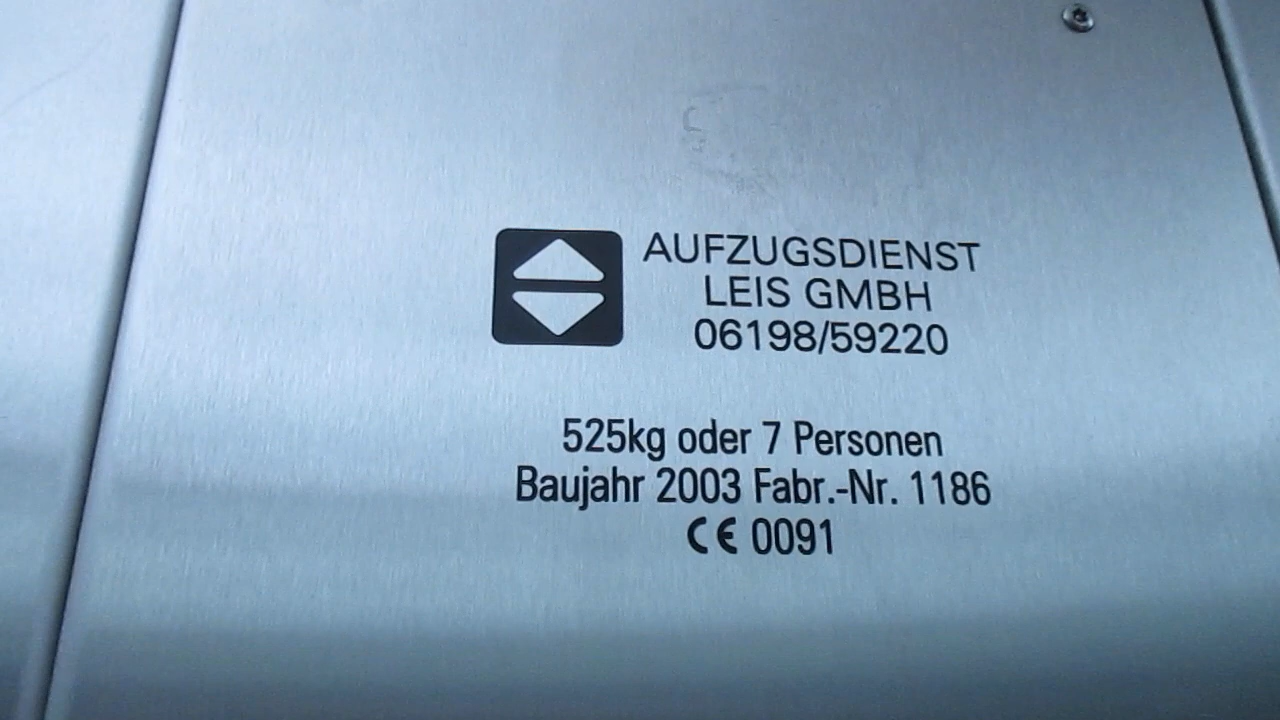 AUFZUGSDIENST
LEIS GMBH
06198/59220
525kg oder 7 Personen
Baujahr 2003 Fabr.-Nr. 1186
CE 0091